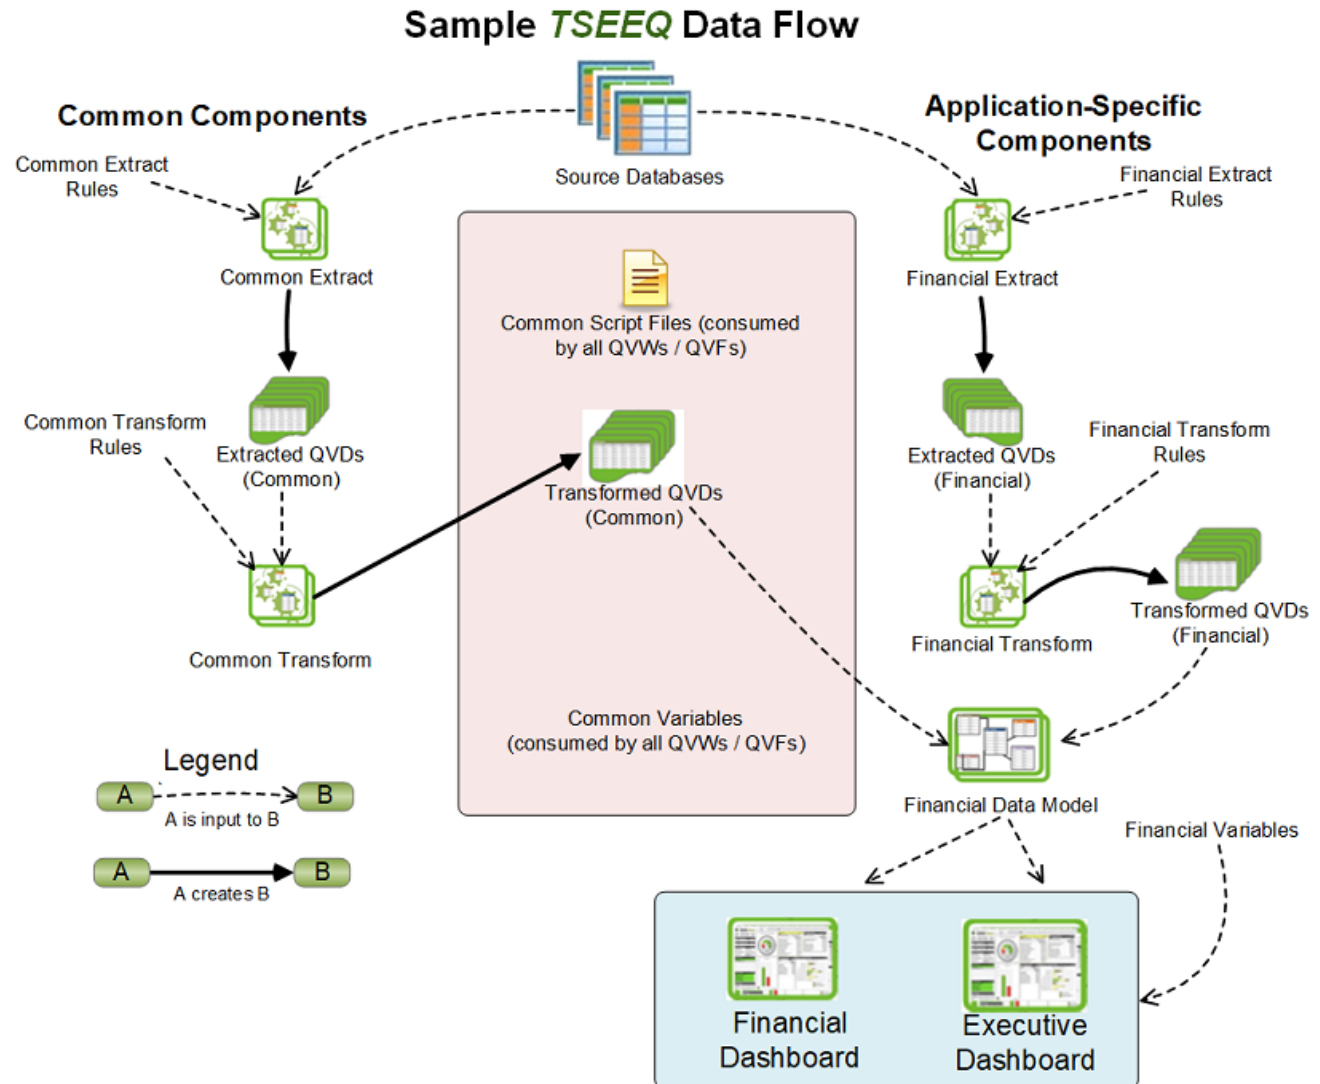 Sample TSEEQ Data Flow
Common Components
Application-Specific
Components
Common Extract
Rules
Source Databases
Financial Extract
Rules
Common Extract
Financial Extract
Common Script Files (consumed
by all QVWs / QVFs)
Common Transform
Rules
Extracted QVDs
(Common)
Transformed QVDs
(Common)
Extracted QVDs
(Financial)
Financial Transform
Rules
Common Transform
Financial Transform
Transformed QVDs
(Financial)
Common Variables
(consumed by all QVWs / QVFs)
Legend
A
B
A is input to B
A
B
A creates B
Financial Data Model
Financial Variables
Financial
Dashboard
Executive
Dashboard